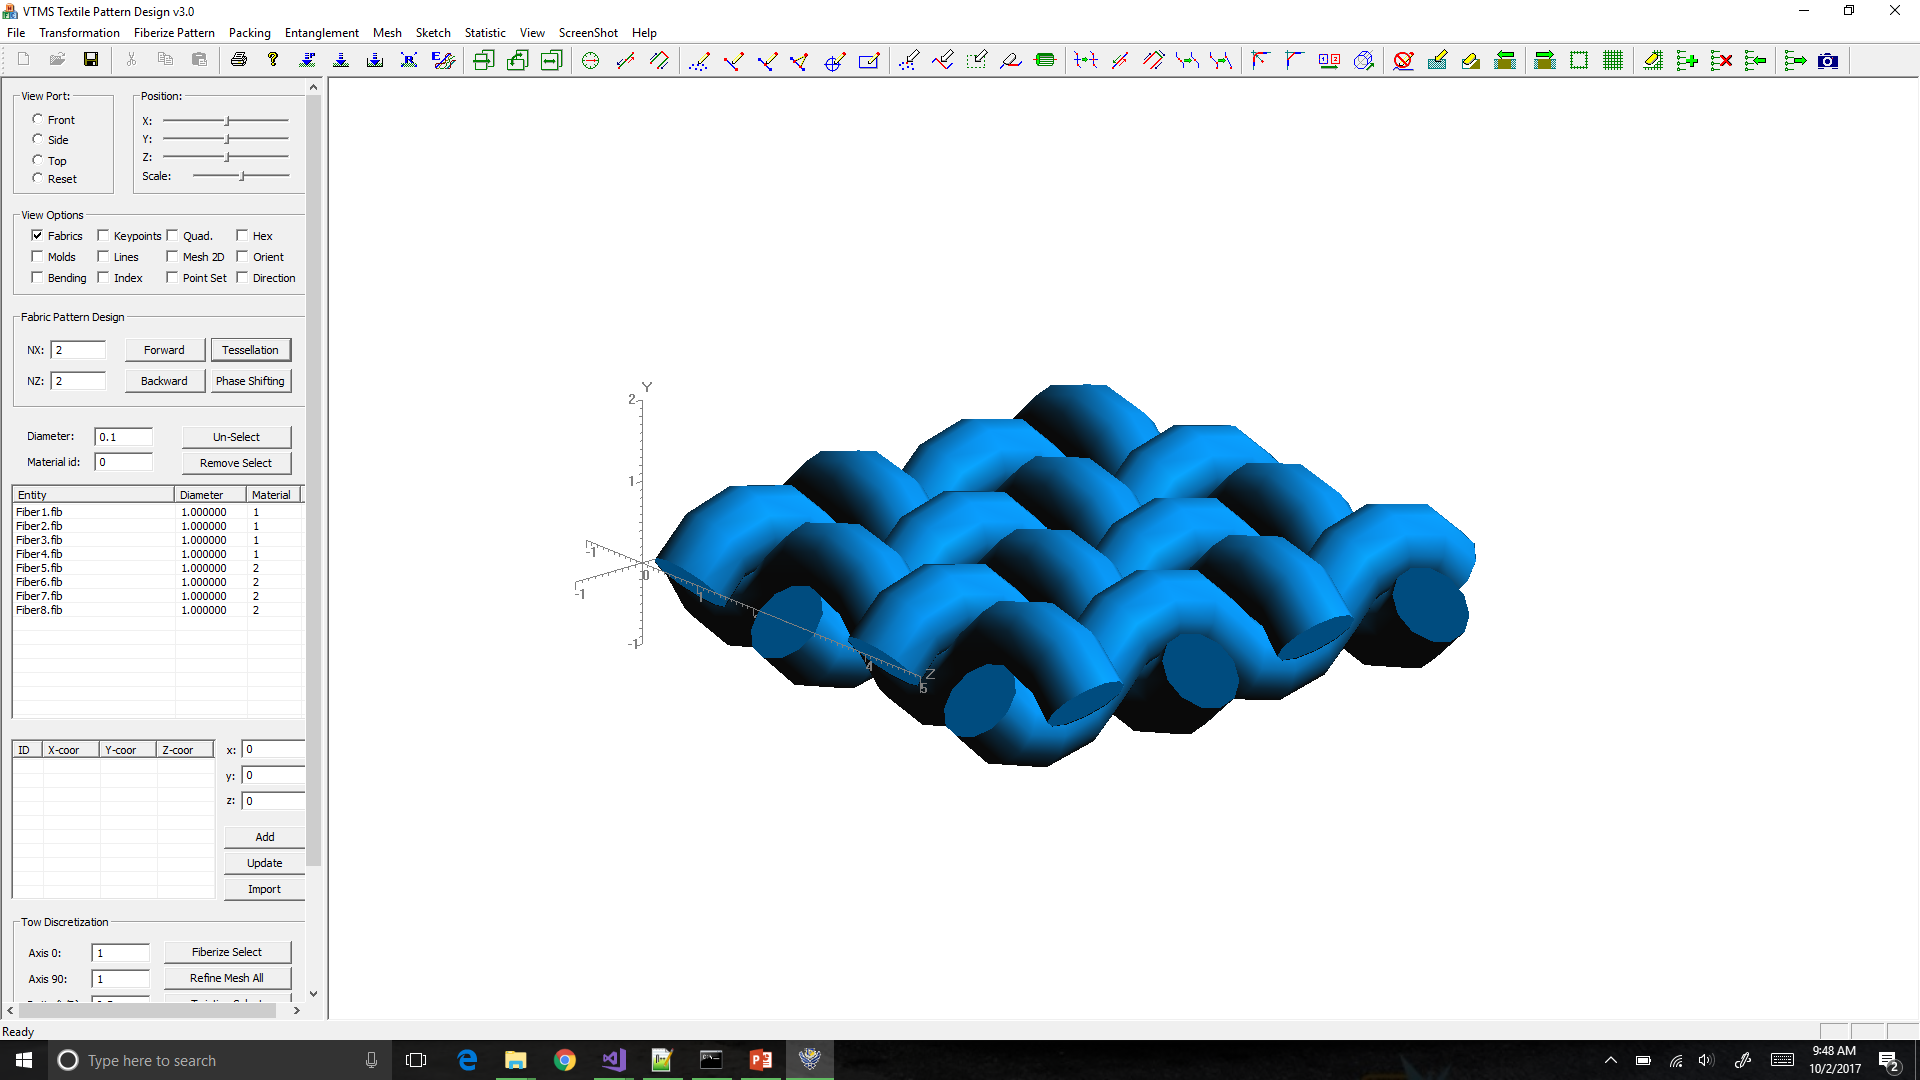 VTMS Textile Pattern Design v3.0
File Transformation Fiberize Pattern Packing Entanglement Mesh Sketch Statistic View ScreenShot Help
View Port:
Front
Side
Top
Reset
Position:
X:
Y:
Z:
Scale:
View Options
Fabrics Keypoints Quad. Hex
Molds Lines Mesh 2D Orient
Bending Index Point Set Direction
Fabric Pattern Design
NX: 2 Forward Tessellation
NZ: 2 Backward Phase Shifting
Diameter: 0.1 Un-Select
Material id: 0 Remove Select
Entity Diameter Material
Fiber1.fib 1.000000 1
Fiber2.fib 1.000000 1
Fiber3.fib 1.000000 1
Fiber4.fib 1.000000 1
Fiber5.fib 1.000000 2
Fiber6.fib 1.000000 2
Fiber7.fib 1.000000 2
Fiber8.fib 1.000000 2
ID X-coor Y-coor Z-coor
x: 0
y: 0
z: 0
Add
Update
Import
Tow Discretization
Axis 0: 1 Fiberize Select
Axis 90: 1 Refine Mesh All
Y
2
1
-1
0
-1
-1
1
4
Z
5
Ready
Type here to search
9:48 AM
10/2/2017
2